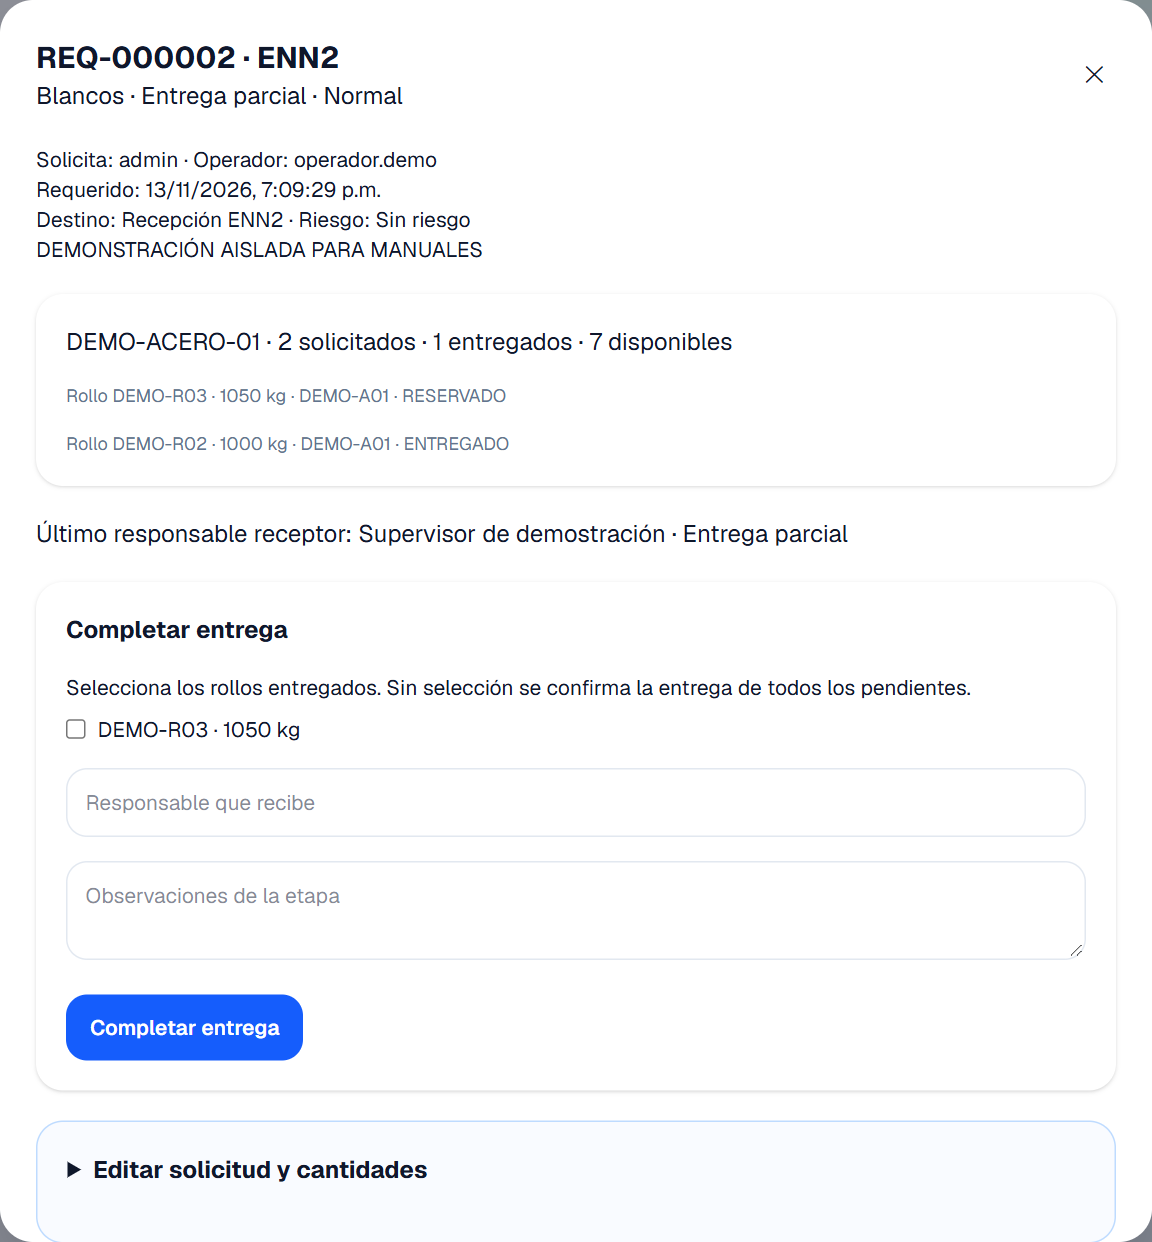 REQ-000002 · ENN2
Blancos · Entrega parcial · Normal
Solicita: admin · Operador: operador.demo
Requerido: 13/11/2026, 7:09:29 p.m.
Destino: Recepción ENN2 · Riesgo: Sin riesgo
DEMONSTRACIÓN AISLADA PARA MANUALES
DEMO-ACERO-01 · 2 solicitados · 1 entregados · 7 disponibles
Rollo DEMO-R03 · 1050 kg · DEMO-A01 · RESERVADO
Rollo DEMO-R02 · 1000 kg · DEMO-A01 · ENTREGADO
Último responsable receptor: Supervisor de demostración · Entrega parcial
Completar entrega
Selecciona los rollos entregados. Sin selección se confirma la entrega de todos los pendientes.
DEMO-R03 · 1050 kg
Responsable que recibe
Observaciones de la etapa
Completar entrega
Editar solicitud y cantidades